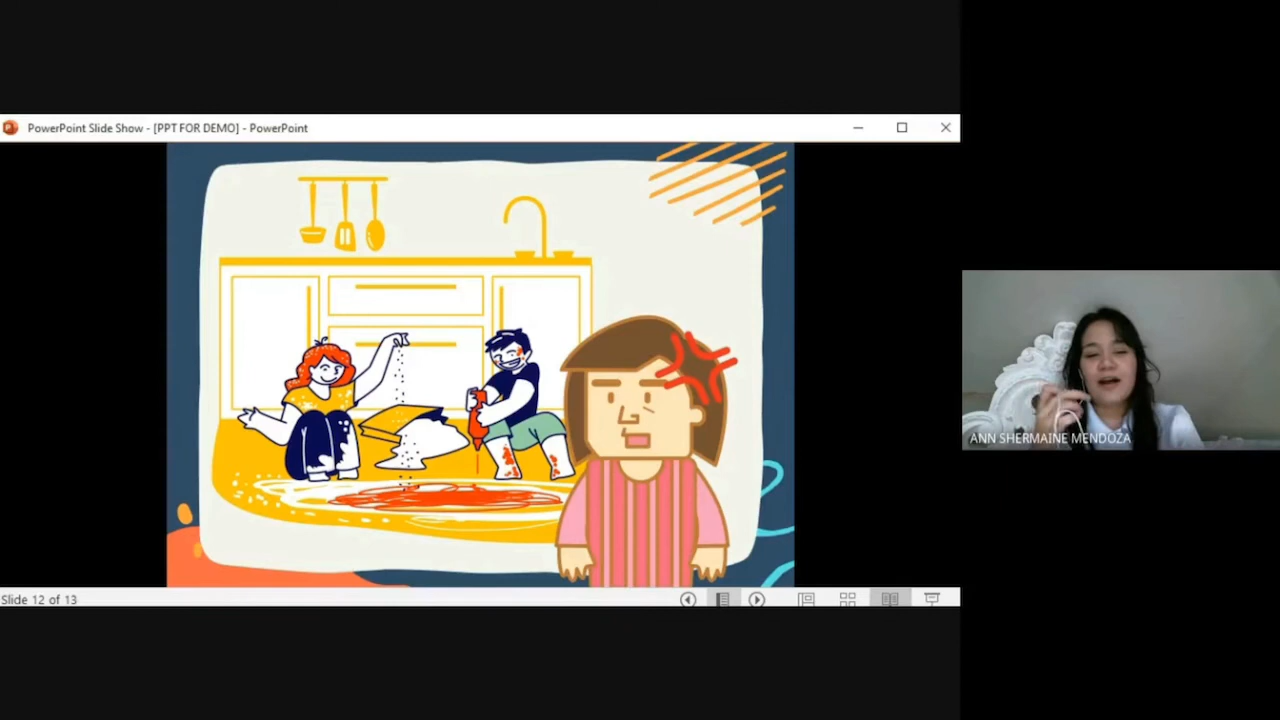 PowerPoint Slide Show - [PPT FOR DEMO] - PowerPoint
ANN SHERMAINE MENDOZA
Slide 12 of 13